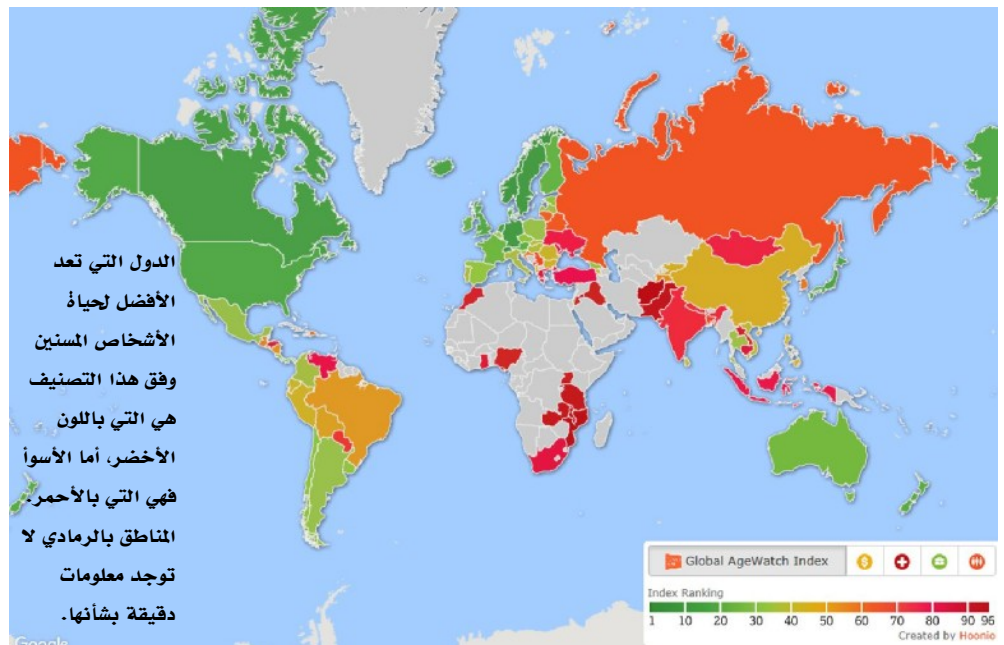 الدول التي تعد
الأفضل لحياة
الأشخاص المسنين
وفق هذا التصنيف
هي التي باللون
الأخضر، أما الأسوأ
فهي التي بالأحمر.
المناطق بالرمادي لا
توجد معلومات
دقيقة بشأنها.
Global AgeWatch Index
Index Ranking
1 10 20 30 40 50 60 70 80 90 96
Created by Hoonio
Google